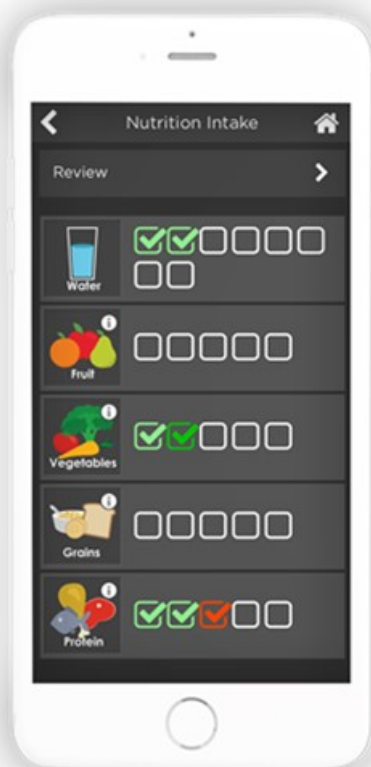 Nutrition Intake
Review
Water
Fruit
Vegetables
Grains
Protein